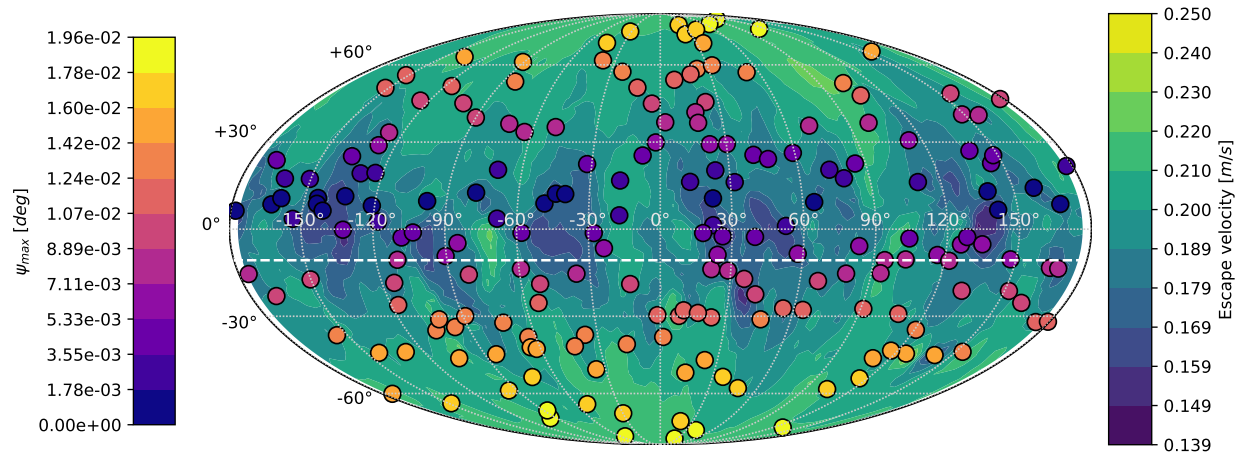 1.96e-02
1.78e-02
1.60e-02
1.42e-02
1.24e-02
1.07e-02
8.89e-03
7.11e-03
5.33e-03
3.55e-03
1.78e-03
0.00e+00
ψmax [deg]
+60°
+30°
0°
-30°
-60°
-150° -120° -90° -60° -30° 0° 30° 60° 90° 120° 150°
0.250
0.240
0.230
0.220
0.210
0.200
0.189
0.179
0.169
0.159
0.149
0.139
Escape velocity [m/s]